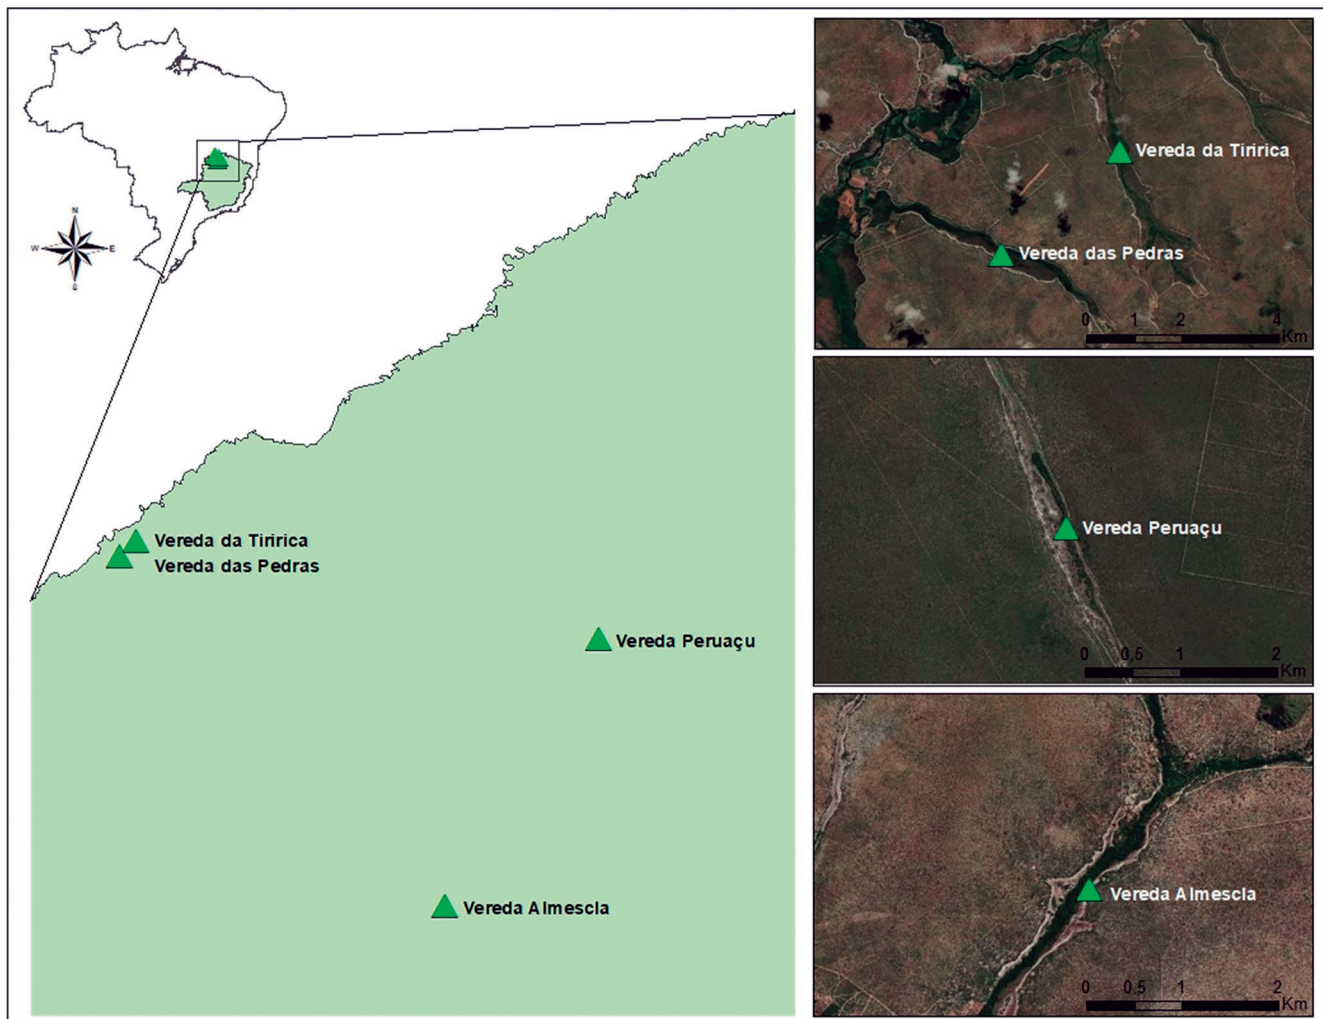 N
W E
S
Vereda da Tiririca
Vereda das Pedras
Vereda Peruaçu
Vereda Almescla
Vereda da Tiririca
Vereda das Pedras
0 1 2 4
Km
Vereda Peruaçu
0 0,5 1 2
Km
Vereda Almescla
0 0,5 1 2
Km